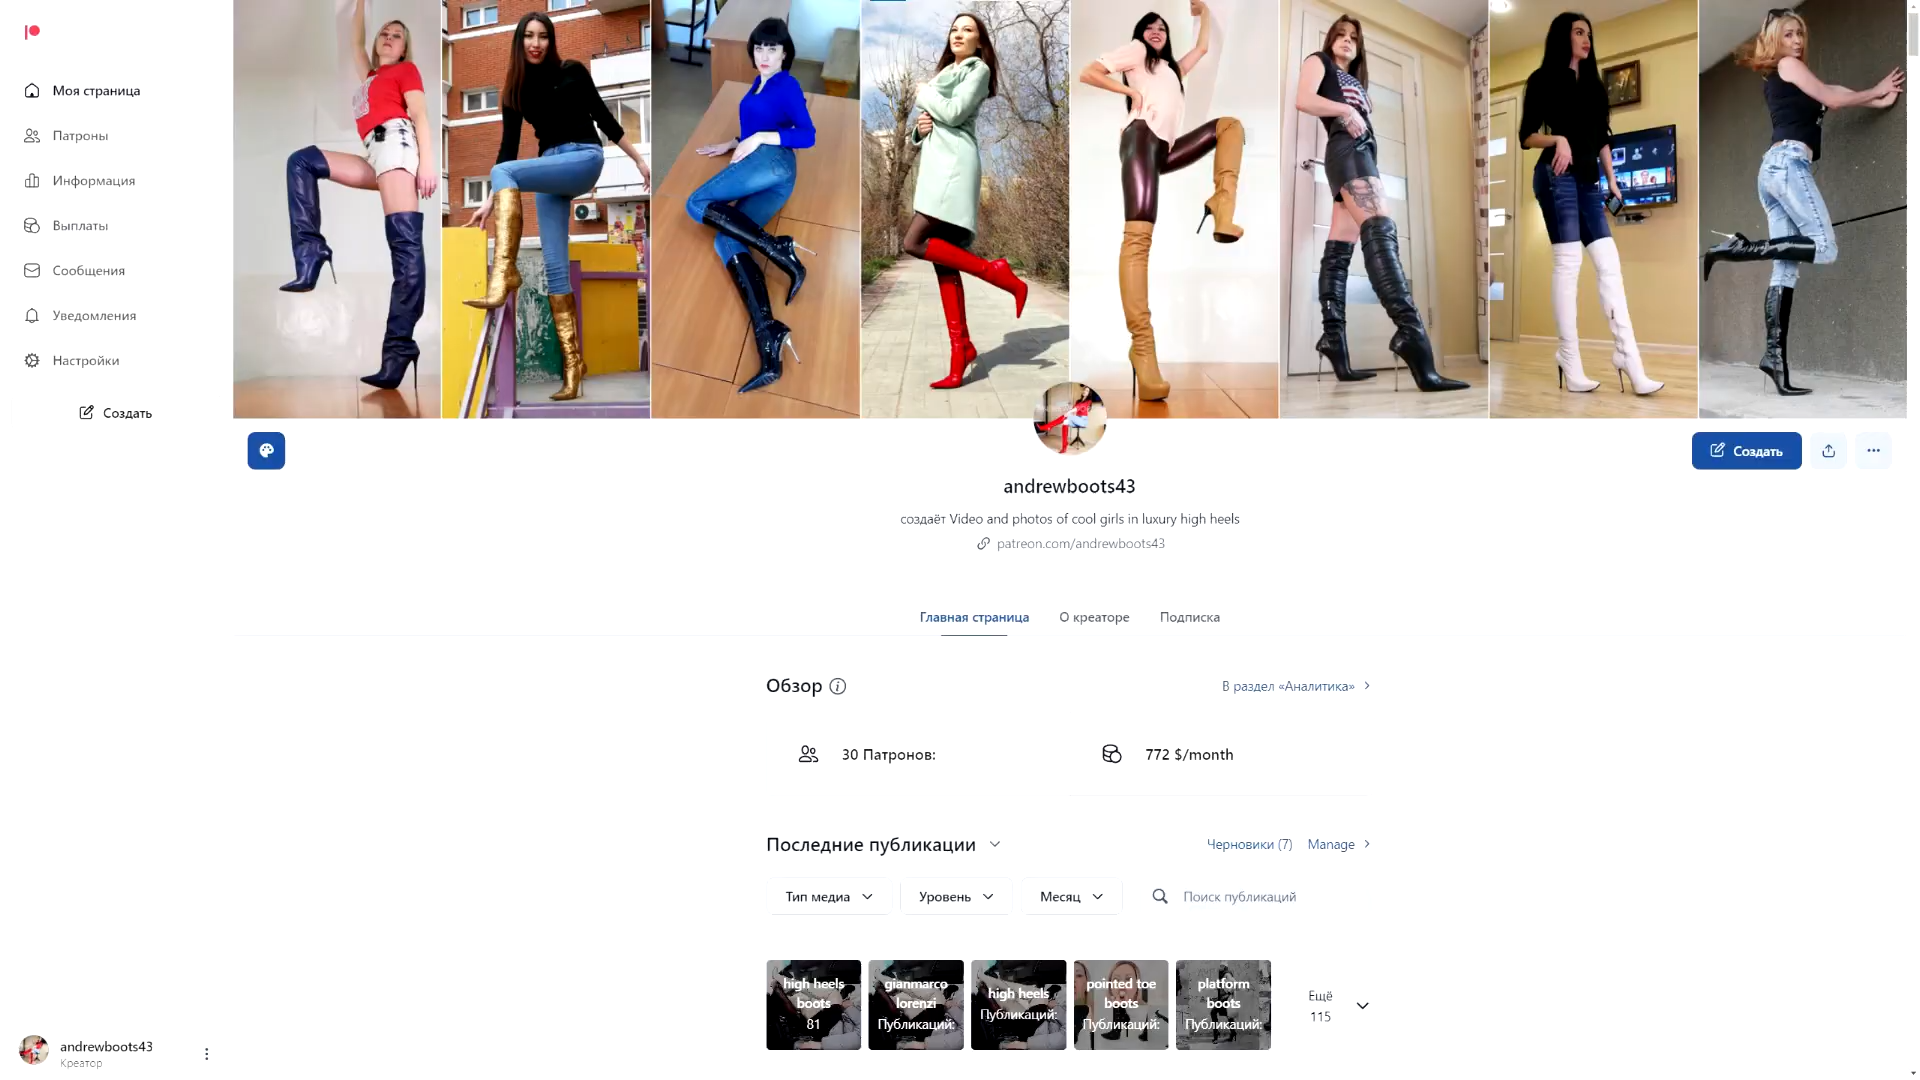 Моя страница
Патроны
Информация
Выплаты
Сообщения
Уведомления
Настройки
Создать
Создать
andrewboots43
создаёт Video and photos of cool girls in luxury high heels
patreon.com/andrewboots43
Главная страница О креаторе Подписка
Обзор
В раздел «Аналитика»
30 Патронов:
772 $/month
Последние публикации
Черновики (7) Manage
Тип медиа Уровень Месяц Поиск публикаций
high heels boots
81
gianmarco lorenzi
Публикаций:
high heels
Публикаций:
pointed toe boots
Публикаций:
platform boots
Публикаций:
Ещё
115
andrewboots43
Креатор